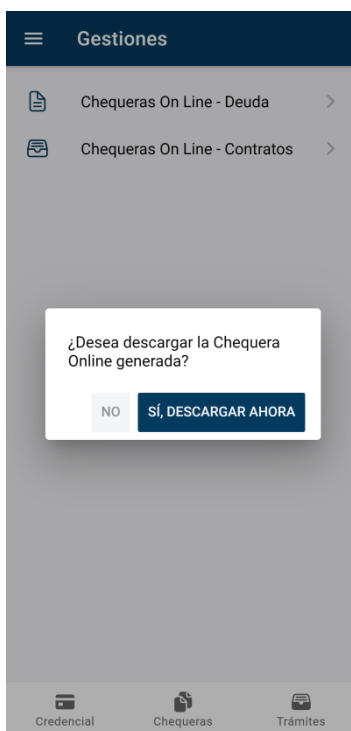 Gestiones
Chequeras On Line - Deuda
Chequeras On Line - Contratos
¿Desea descargar la Chequera
Online generada?
NO
SÍ, DESCARGAR AHORA
Credencial
Chequeras
Trámites